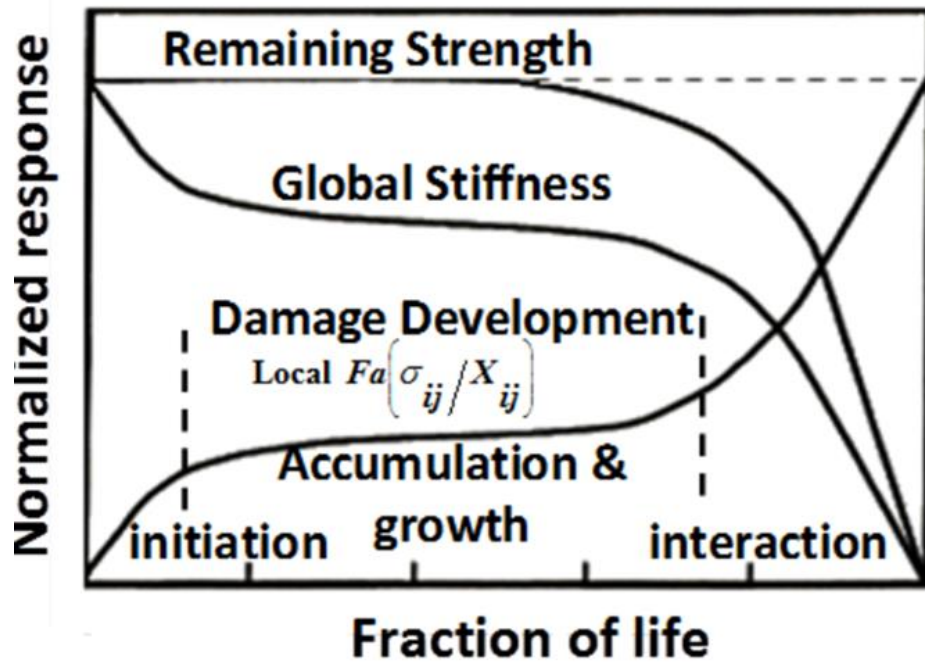 Normalized response
Remaining Strength
Global Stiffness
Damage Development
Local Fa(σij/Xij)
Accumulation &
growth
initiation
interaction
Fraction of life